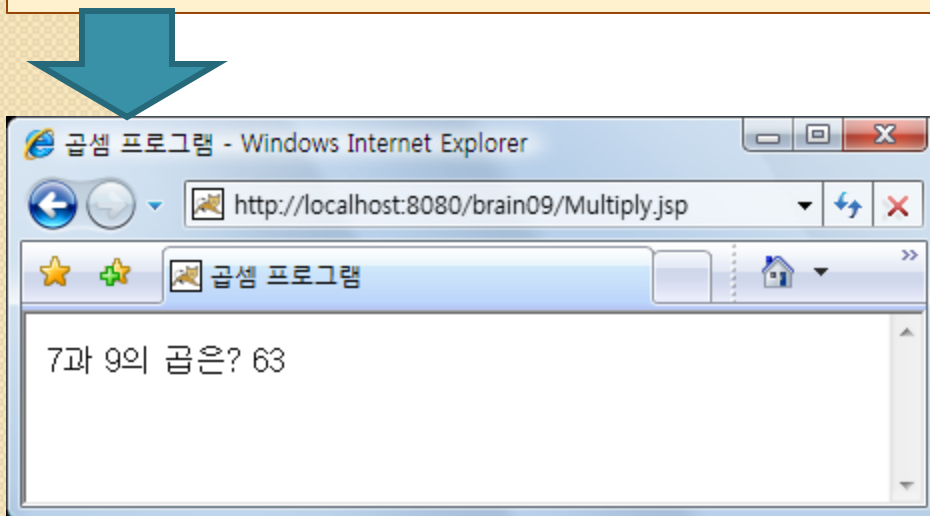 곱셈 프로그램 - Windows Internet Explorer
http://localhost:8080/brain09/Multiply.jsp
곱셈 프로그램
7과 9의 곱은? 63